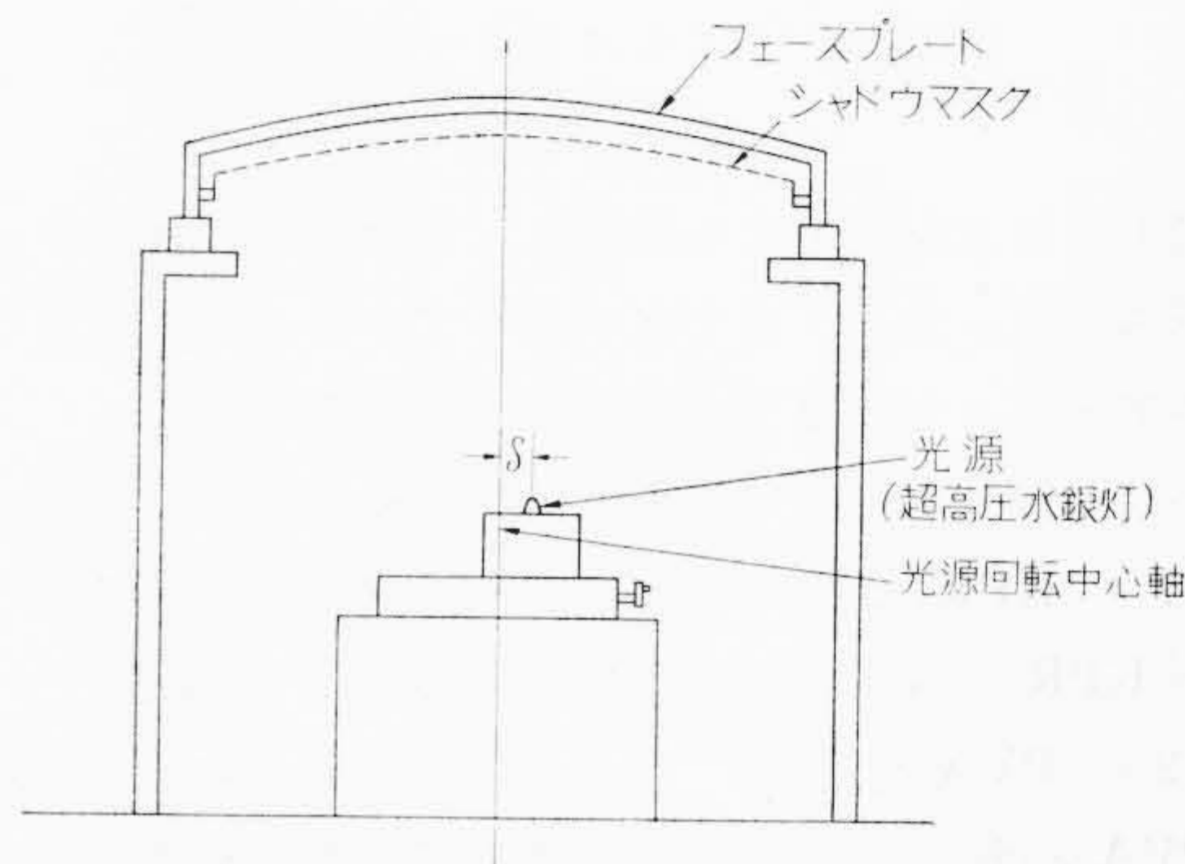 フェースプレート
シャドウマスク
S
光源
(超高圧水銀灯)
光源回転中心軸